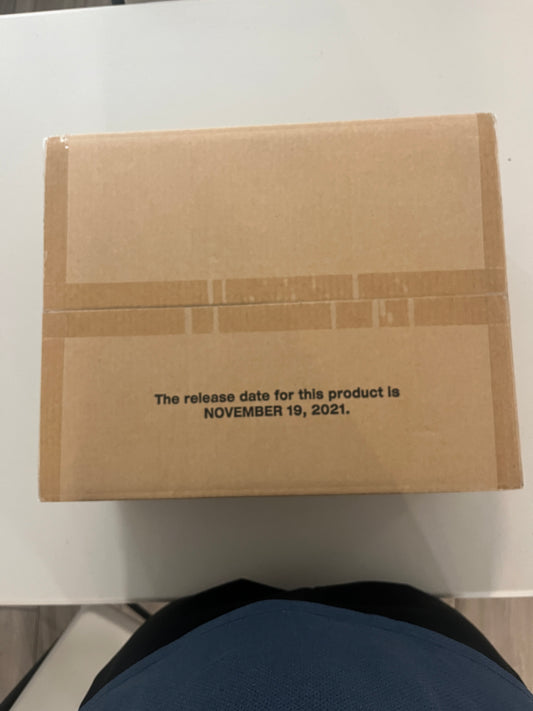 The release date for this product is
NOVEMBER 19, 2021.